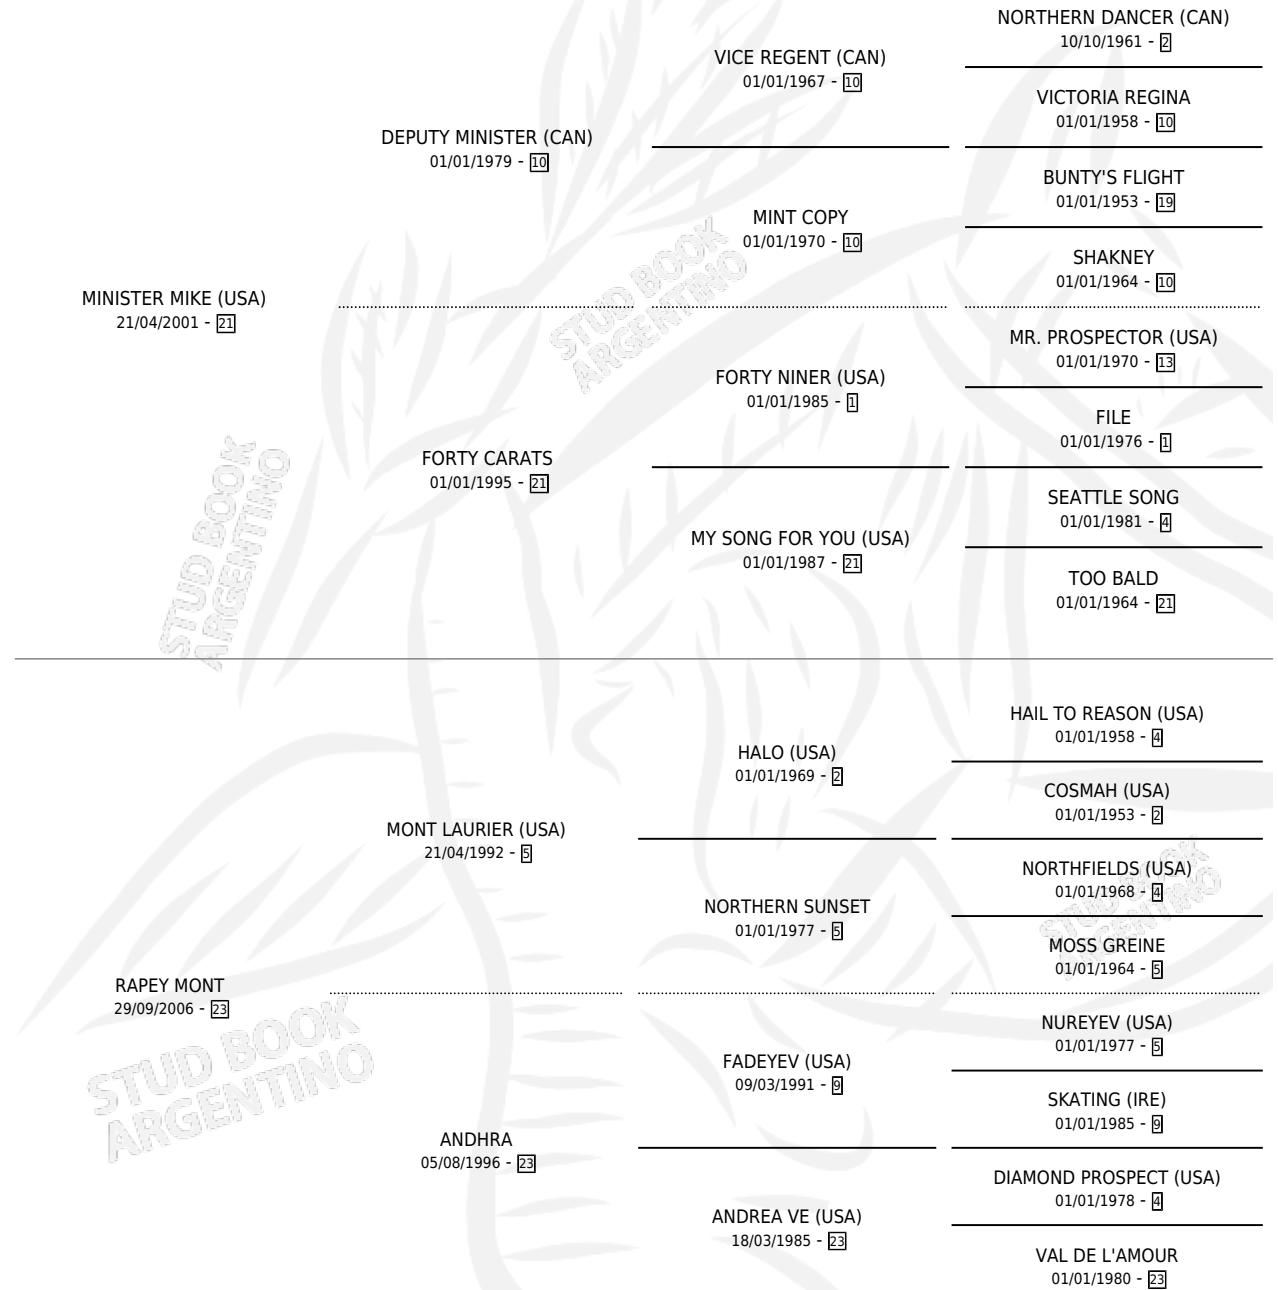 NORTHERN DANCER (CAN)
10/10/1961 - 2
VICE REGENT (CAN)
01/01/1967 - 10
VICTORIA REGINA
01/01/1958 - 10
DEPUTY MINISTER (CAN)
01/01/1979 - 10
BUNTY'S FLIGHT
01/01/1953 - 19
MINT COPY
01/01/1970 - 10
SHAKNEY
01/01/1964 - 10
MINISTER MIKE (USA)
21/04/2001 - 21
MR. PROSPECTOR (USA)
01/01/1970 - 13
FORTY NINER (USA)
01/01/1985 - 1
FILE
01/01/1976 - 1
FORTY CARATS
01/01/1995 - 21
SEATTLE SONG
01/01/1981 - 4
MY SONG FOR YOU (USA)
01/01/1987 - 21
TOO BALD
01/01/1964 - 21
STUD BOOK
ARGENTINO
STUD BOOK
ARGENTINO
HAIL TO REASON (USA)
01/01/1958 - 4
HALO (USA)
01/01/1969 - 2
COSMAH (USA)
01/01/1953 - 2
MONT LAURIER (USA)
21/04/1992 - 5
NORTHFIELDS (USA)
01/01/1968 - 4
NORTHERN SUNSET
01/01/1977 - 5
MOSS GREINE
01/01/1964 - 5
RAPEY MONT
29/09/2006 - 23
NUREYEV (USA)
01/01/1977 - 5
FADEYEV (USA)
09/03/1991 - 9
SKATING (IRE)
01/01/1985 - 9
ANDHRA
05/08/1996 - 23
DIAMOND PROSPECT (USA)
01/01/1978 - 4
ANDREA VE (USA)
18/03/1985 - 23
VAL DE L'AMOUR
01/01/1980 - 23
STUD BOOK
ARGENTINO
STUD BOOK
ARGENTINO